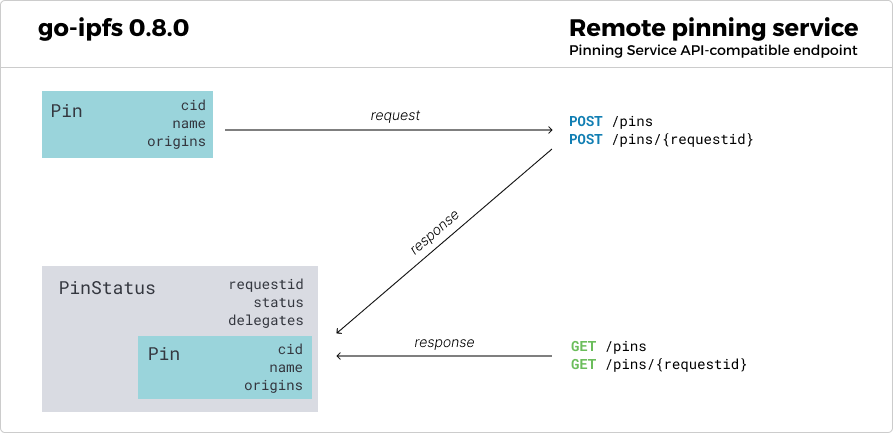 go-ipfs 0.8.0
Remote pinning service
Pinning Service API-compatible endpoint
Pin
cid
name
origins
request
POST /pins
POST /pins/{requestid}
response
PinStatus
requestid
status
delegates
Pin
cid
name
origins
response
GET /pins
GET /pins/{requestid}